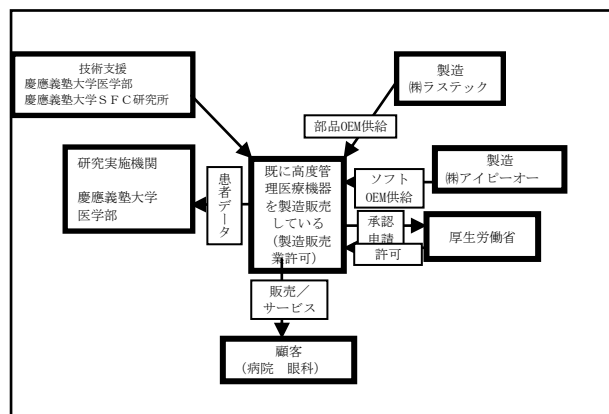 技術支援
慶應義塾大学医学部
慶應義塾大学ＳＦＣ研究所
製造
㈱ラステック
部品OEM供給
研究実施機関
慶應義塾大学
医学部
患者データ
既に高度管
理医療機器
を製造販売
している
（製造販売
業許可）
ソフト
OEM供給
製造
㈱アイピーオー
承認
申請
許可
厚生労働省
販売／
サービス
顧客
（病院　眼科）